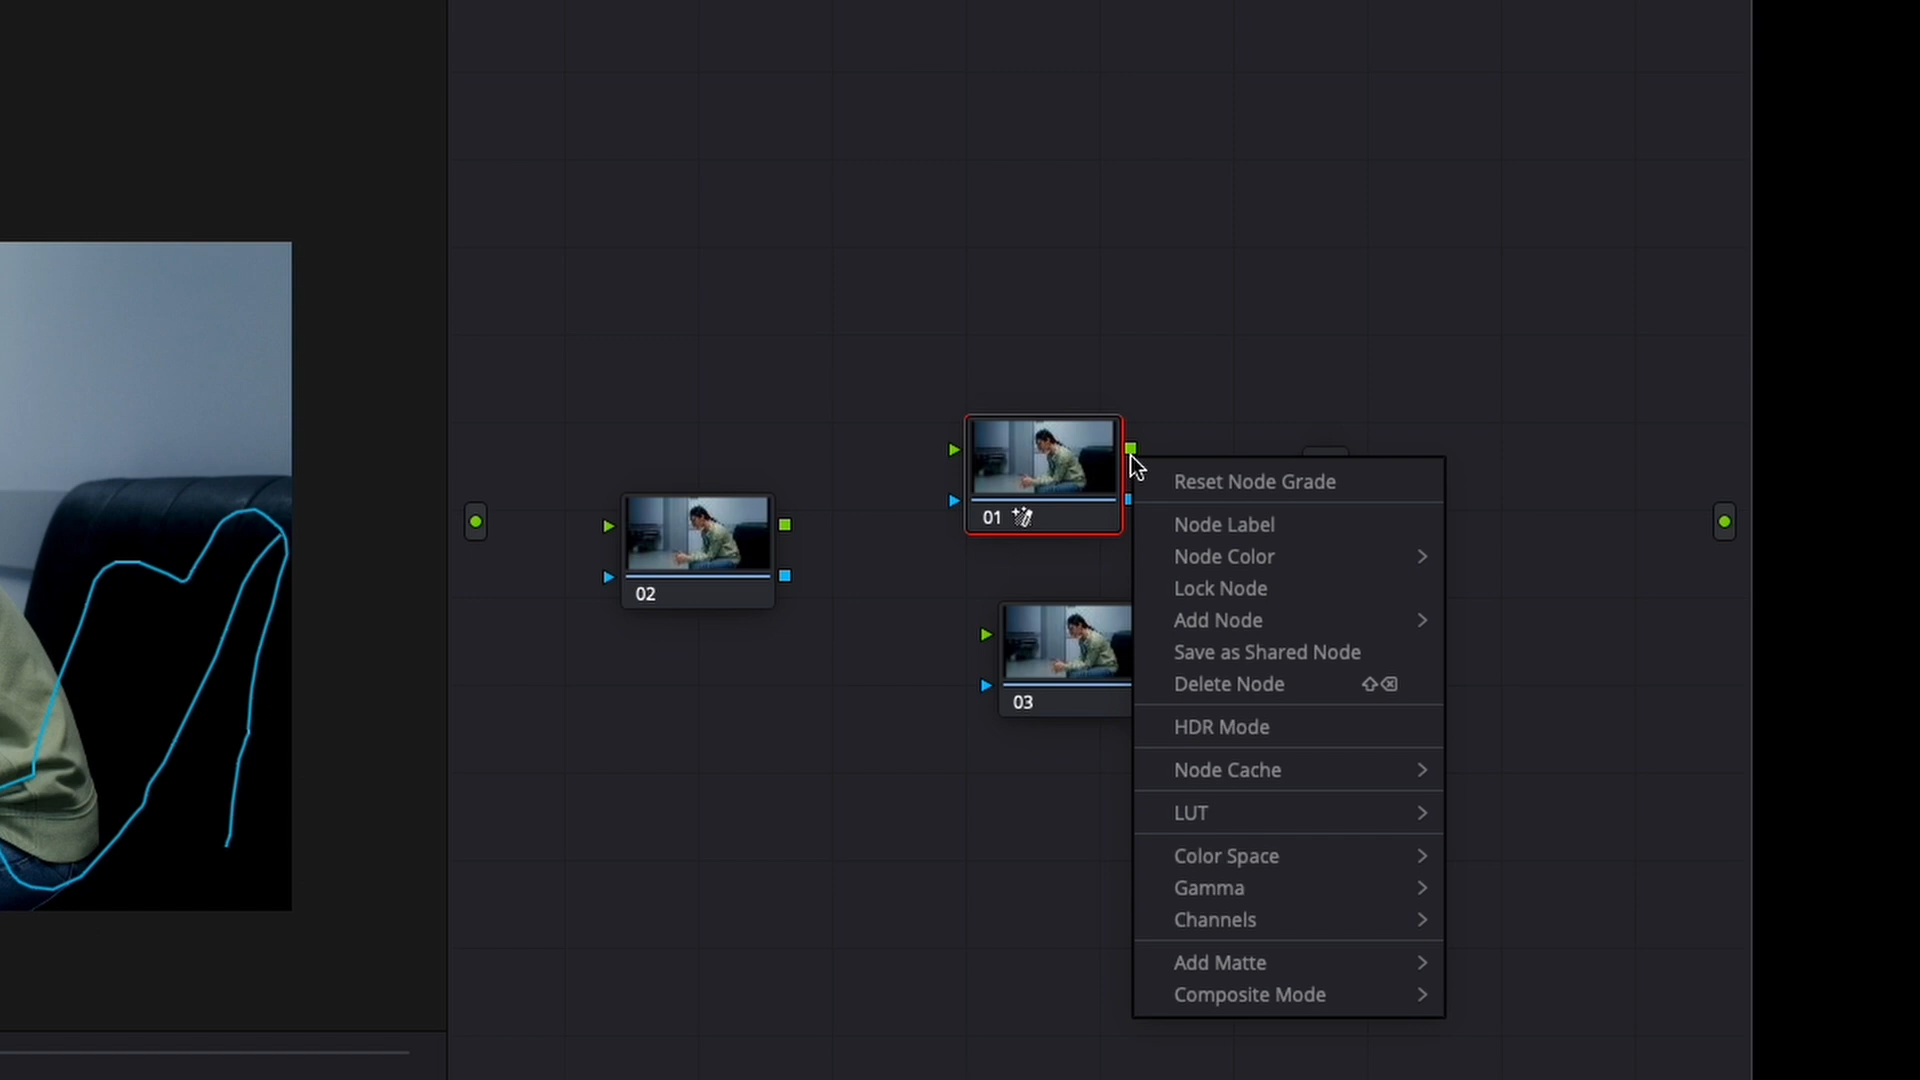 02
01
03
Reset Node Grade
Node Label
Node Color
Lock Node
Add Node
Save as Shared Node
Delete Node
HDR Mode
Node Cache
LUT
Color Space
Gamma
Channels
Add Matte
Composite Mode